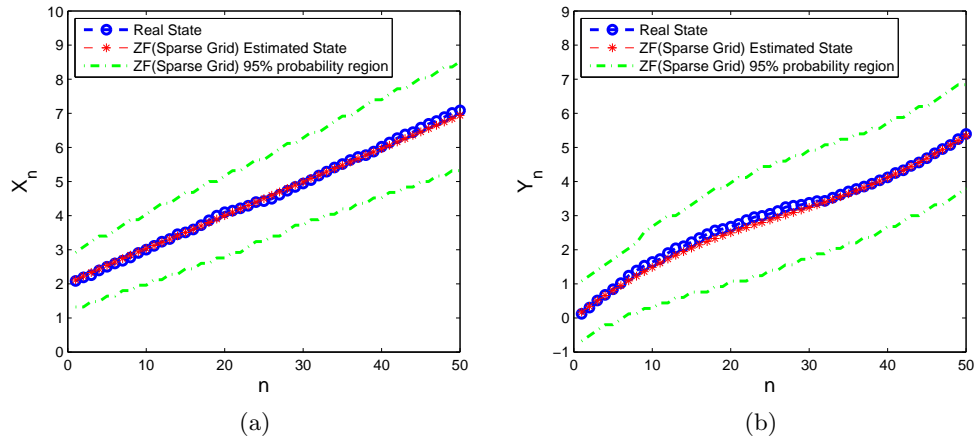 10
9
8
7
6
5
4
3
2
1
0
X_n
Real State
ZF(Sparse Grid) Estimated State
ZF(Sparse Grid) 95% probability region
0 10 20 30 40 50
n
(a)
9
8
7
6
5
4
3
2
1
0
−1
Y_n
Real State
ZF(Sparse Grid) Estimated State
ZF(Sparse Grid) 95% probability region
0 10 20 30 40 50
n
(b)